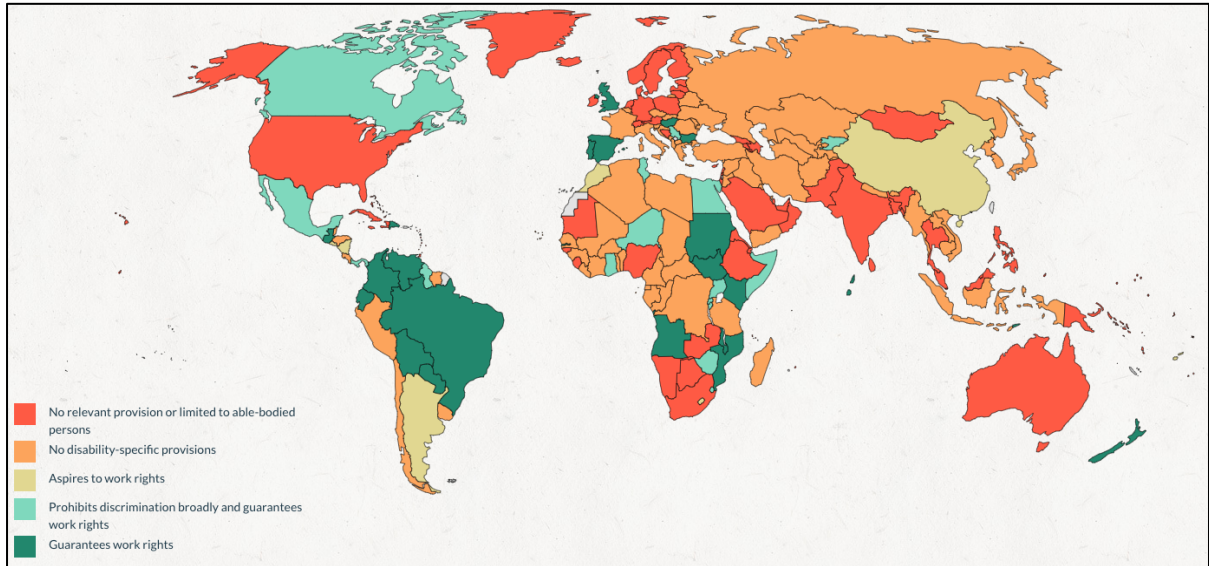 No relevant provision or limited to able-bodied
persons
No disability-specific provisions
Aspires to work rights
Prohibits discrimination broadly and guarantees
work rights
Guarantees work rights